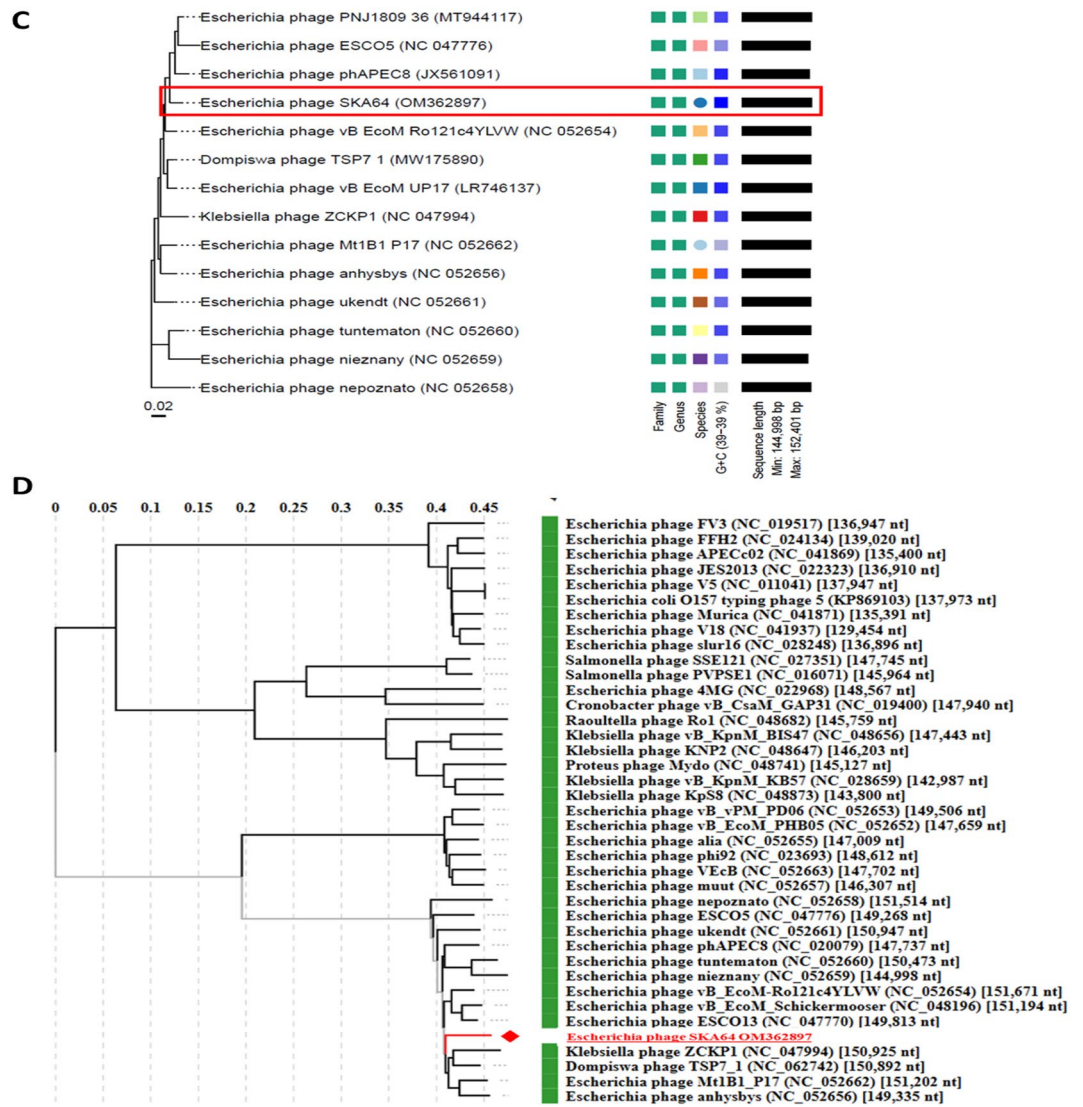 C
Escherichia phage PNJ1809 36 (MT944117)
Escherichia phage ESCO5 (NC 047776)
Escherichia phage phAPEC8 (JX561091)
Escherichia phage SKA64 (OM362897)
Escherichia phage vB EcoM Ro121c4YLVW (NC 052654)
Dompiswa phage TSP7 1 (MW175890)
Escherichia phage vB EcoM UP17 (LR746137)
Klebsiella phage ZCKP1 (NC 047994)
Escherichia phage Mt1B1 P17 (NC 052662)
Escherichia phage anhysbys (NC 052656)
Escherichia phage ukendt (NC 052661)
Escherichia phage tuntematon (NC 052660)
Escherichia phage nieznany (NC 052659)
Escherichia phage nepoznato (NC 052658)
0.02
Family
Genus
Species
G+C (39−39 %)
Sequence length
Min: 144,998 bp
Max: 152,401 bp
D
0 0.05 0.1 0.15 0.2 0.25 0.3 0.35 0.4 0.45
Escherichia phage FV3 (NC_019517) [136,947 nt]
Escherichia phage FFH2 (NC_024134) [139,020 nt]
Escherichia phage APECc02 (NC_041869) [135,400 nt]
Escherichia phage JES2013 (NC_022323) [136,910 nt]
Escherichia phage V5 (NC_011041) [137,947 nt]
Escherichia coli O157 typing phage 5 (KP869103) [137,973 nt]
Escherichia phage Murica (NC_041871) [135,391 nt]
Escherichia phage V18 (NC_041937) [129,454 nt]
Escherichia phage slur16 (NC_028248) [136,896 nt]
Salmonella phage SSE121 (NC_027351) [147,745 nt]
Salmonella phage PVPSE1 (NC_016071) [145,964 nt]
Escherichia phage 4MG (NC_022968) [148,567 nt]
Cronobacter phage vB_CsaM_GAP31 (NC_019400) [147,940 nt]
Raoultella phage Ro1 (NC_048682) [145,759 nt]
Klebsiella phage vB_KpnM_BIS47 (NC_048656) [147,443 nt]
Klebsiella phage KNP2 (NC_048647) [146,203 nt]
Proteus phage Mydo (NC_048741) [145,127 nt]
Klebsiella phage vB_KpnM_KB57 (NC_028659) [142,987 nt]
Klebsiella phage KpS8 (NC_048873) [143,800 nt]
Escherichia phage vB_vPM_PD06 (NC_052653) [149,506 nt]
Escherichia phage vB_EcoM_PHB05 (NC_052652) [147,659 nt]
Escherichia phage alia (NC_052655) [147,009 nt]
Escherichia phage phi92 (NC_023693) [148,612 nt]
Escherichia phage VEcB (NC_052663) [147,702 nt]
Escherichia phage muut (NC_052657) [146,307 nt]
Escherichia phage nepoznato (NC_052658) [151,514 nt]
Escherichia phage ESCO5 (NC_047776) [149,268 nt]
Escherichia phage ukendt (NC_052661) [150,947 nt]
Escherichia phage phAPEC8 (NC_020079) [147,737 nt]
Escherichia phage tuntematon (NC_052660) [150,473 nt]
Escherichia phage nieznany (NC_052659) [144,998 nt]
Escherichia phage vB_EcoM-Ro121c4YLVW (NC_052654) [151,671 nt]
Escherichia phage vB_EcoM_Schickermooser (NC_048196) [151,194 nt]
Escherichia phage ESCO13 (NC_047770) [149,813 nt]
Escherichia phage SKA64 OM362897
Klebsiella phage ZCKP1 (NC_047994) [150,925 nt]
Dompiswa phage TSP7_1 (NC_062742) [150,892 nt]
Escherichia phage Mt1B1_P17 (NC_052662) [151,202 nt]
Escherichia phage anhysbys (NC_052656) [149,335 nt]